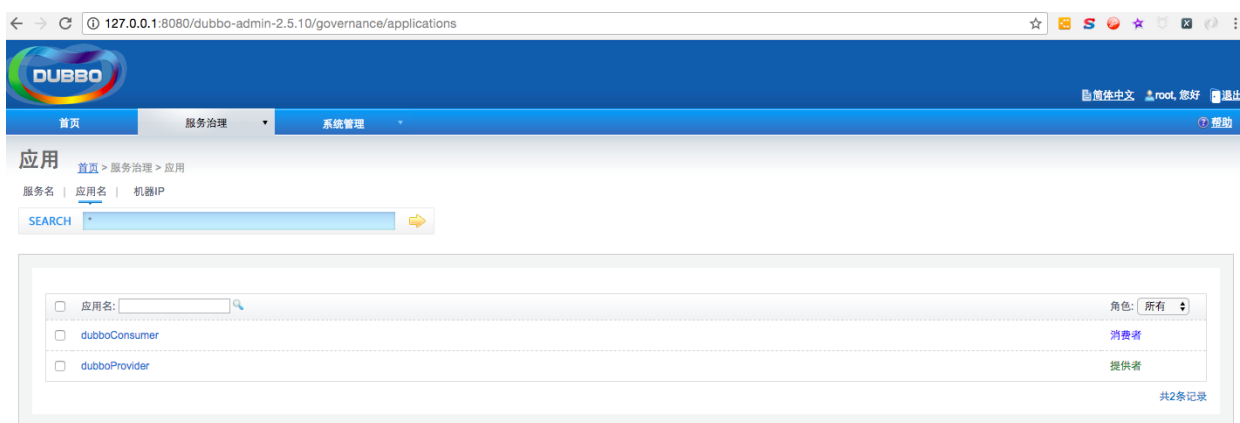 127.0.0.1:8080/dubbo-admin-2.5.10/governance/applications
DUBBO
简体中文 root, 您好 退出
首页 服务治理 系统管理 帮助
应用 首页 > 服务治理 > 应用
服务名 | 应用名 | 机器IP
SEARCH *
应用名: 角色: 所有
dubboConsumer 消费者
dubboProvider 提供者
共2条记录